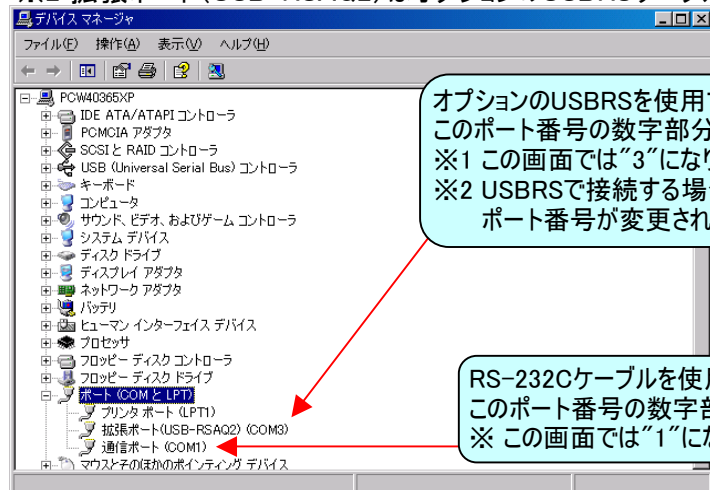 デバイス マネージャ
ファイル(F) 操作(A) 表示(V) ヘルプ(H)
PCW40365XP
IDE ATA/ATAPI コントローラ
PCMCIA アダプタ
SCSI と RAID コントローラ
USB (Universal Serial Bus) コントローラ
キーボード
コンピュータ
サウンド、ビデオ、およびゲーム コントローラ
システム デバイス
ディスク ドライブ
ディスプレイ アダプタ
ネットワーク アダプタ
バッテリ
ヒューマン インターフェイス デバイス
プロセッサ
フロッピー ディスク コントローラ
フロッピー ディスク ドライブ
ポート (COM と LPT)
プリンタ ポート (LPT1)
拡張ポート(USB-RSAQ2) (COM3)
通信ポート (COM1)
マウスとそのほかのポインティング デバイス
オプションのUSBRSを使用
このポート番号の数字部分
※1 この画面では"3"にな
※2 USBRSで接続する場
ポート番号が変更され
RS-232Cケーブルを使
このポート番号の数字
※ この画面では"1"に